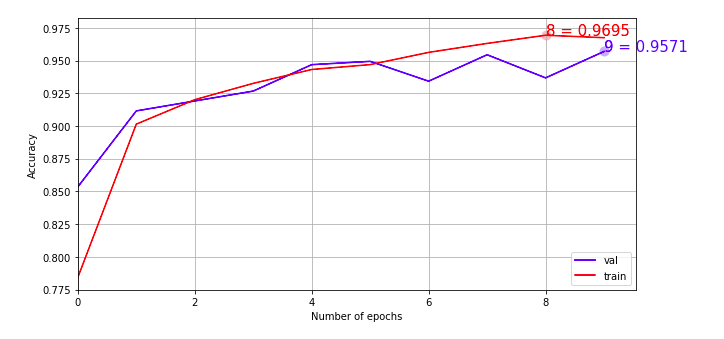 8 = 0.9695
9 = 0.9571
0.975
0.950
0.925
0.900
0.875
0.850
0.825
0.800
0.775
Accuracy
0 2 4 6 8
Number of epochs
val
train